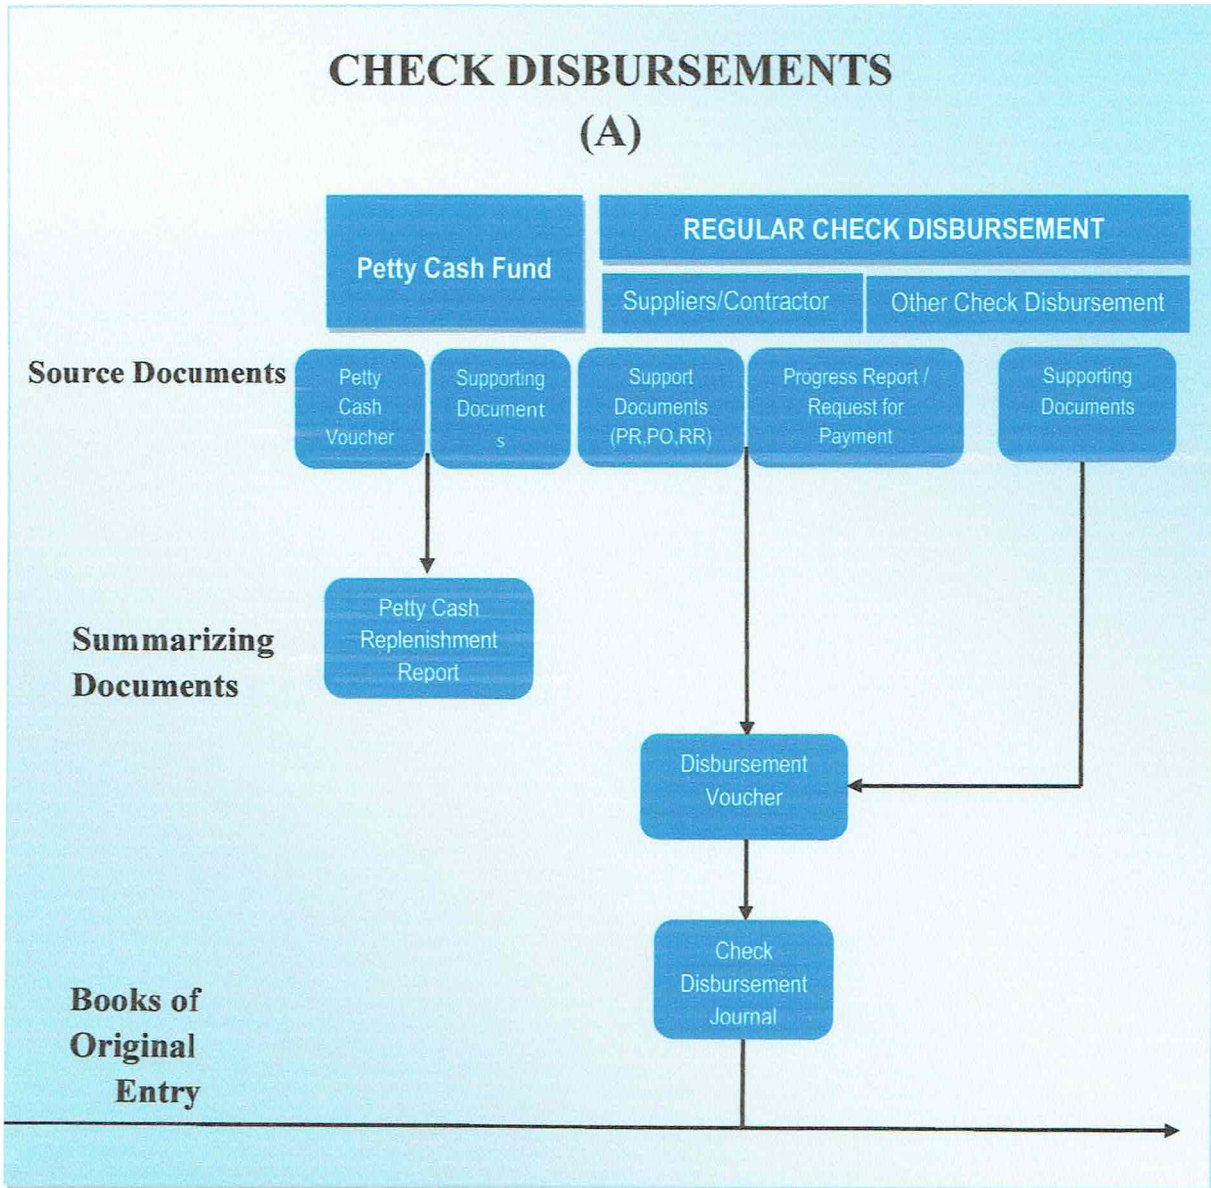 CHECK DISBURSEMENTS
(A)
Petty Cash Fund
REGULAR CHECK DISBURSEMENT
Suppliers/Contractor
Other Check Disbursement
Source Documents
Petty
Cash
Voucher
Supporting
Document
s
Support
Documents
(PR,PO,RR)
Progress Report /
Request for
Payment
Supporting
Documents
Summarizing
Documents
Petty Cash
Replenishment
Report
Disbursement
Voucher
Books of
Original
Entry
Check
Disbursement
Journal